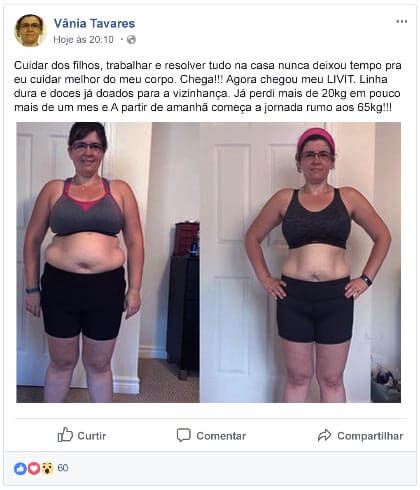 Vânia Tavares
Hoje às 20:10 ·
Cuidar dos filhos, trabalhar e resolver tudo na casa nunca deixou tempo pra
eu cuidar melhor do meu corpo. Chega!!! Agora chegou meu LIVIT. Linha
dura e doces já doados para a vizinhança. Já perdi mais de 20kg em pouco
mais de um mes e A partir de amanhã começa a jornada rumo aos 65kg!!!
Curtir Comentar Compartilhar
60